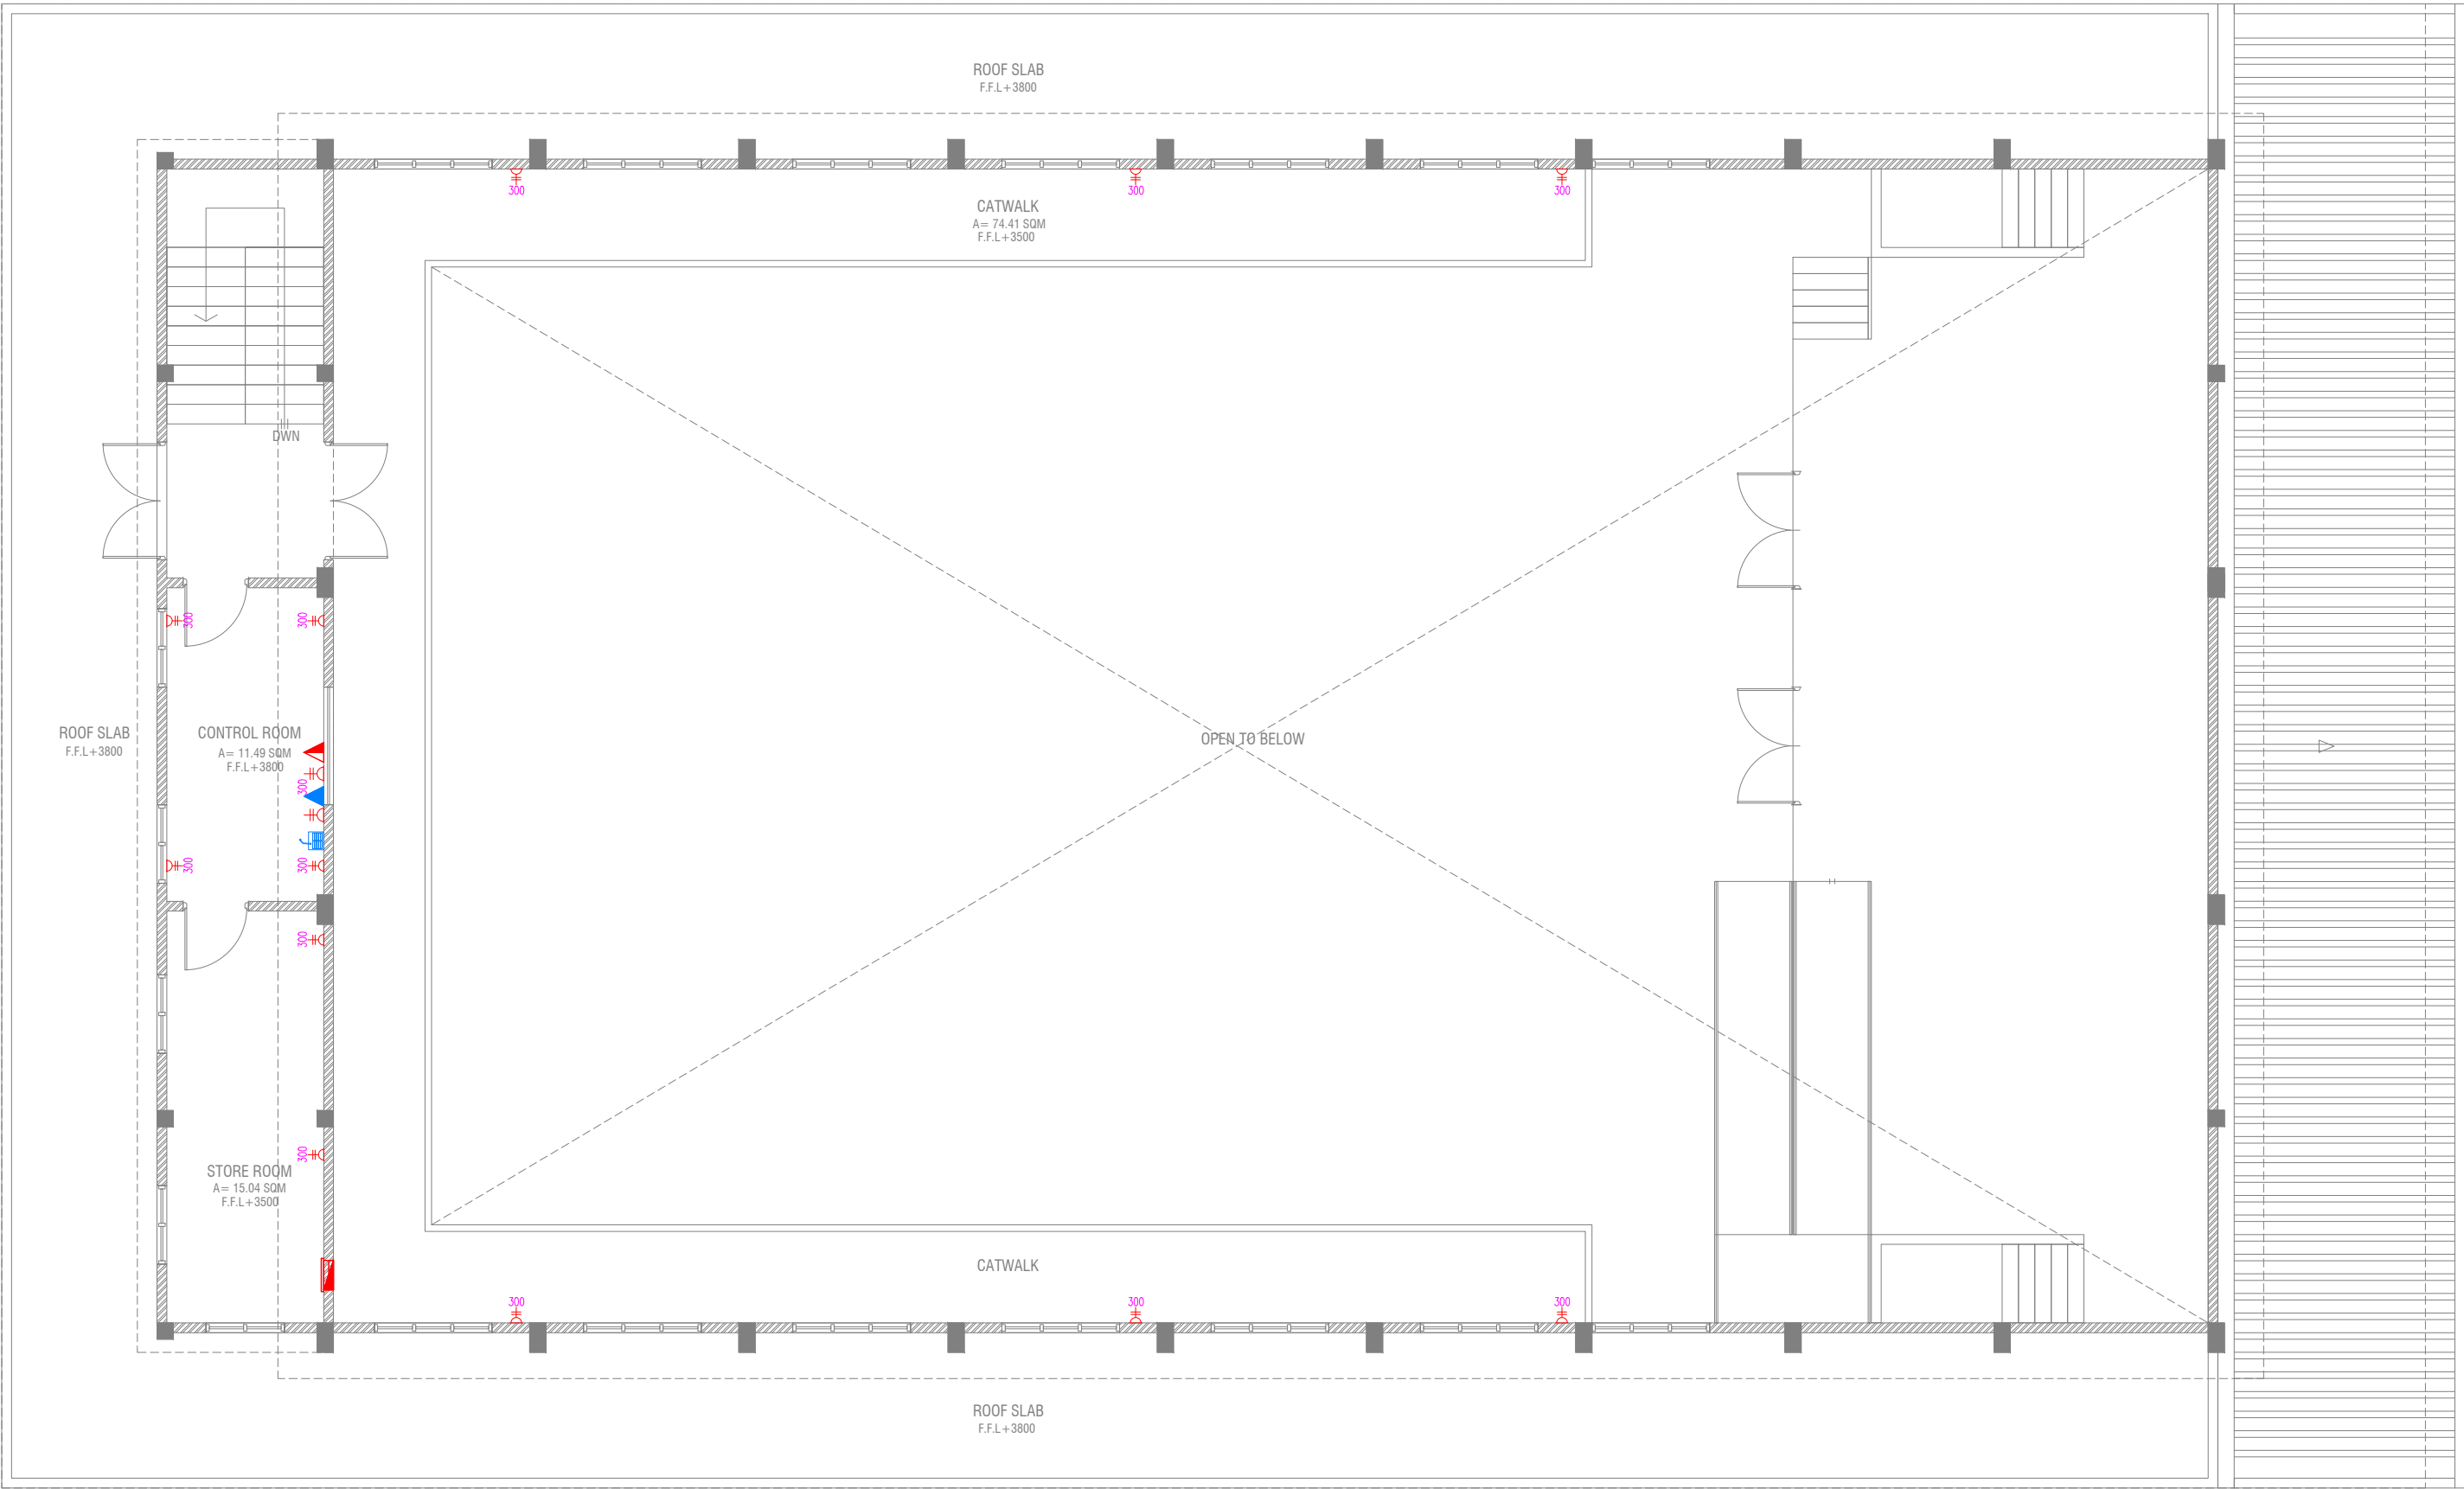 ROOF SLAB
F.F.L+3800
300
300
300
CATWALK
A= 74.41 SQM
F.F.L+3500
DWN
300
300
ROOF SLAB
F.F.L+3800
CONTROL ROOM
A= 11.49 SQM
F.F.L+3800
300
OPEN TO BELOW
300
300
300
300
STORE ROOM
A= 15.04 SQM
F.F.L+3500
CATWALK
300
300
300
ROOF SLAB
F.F.L+3800